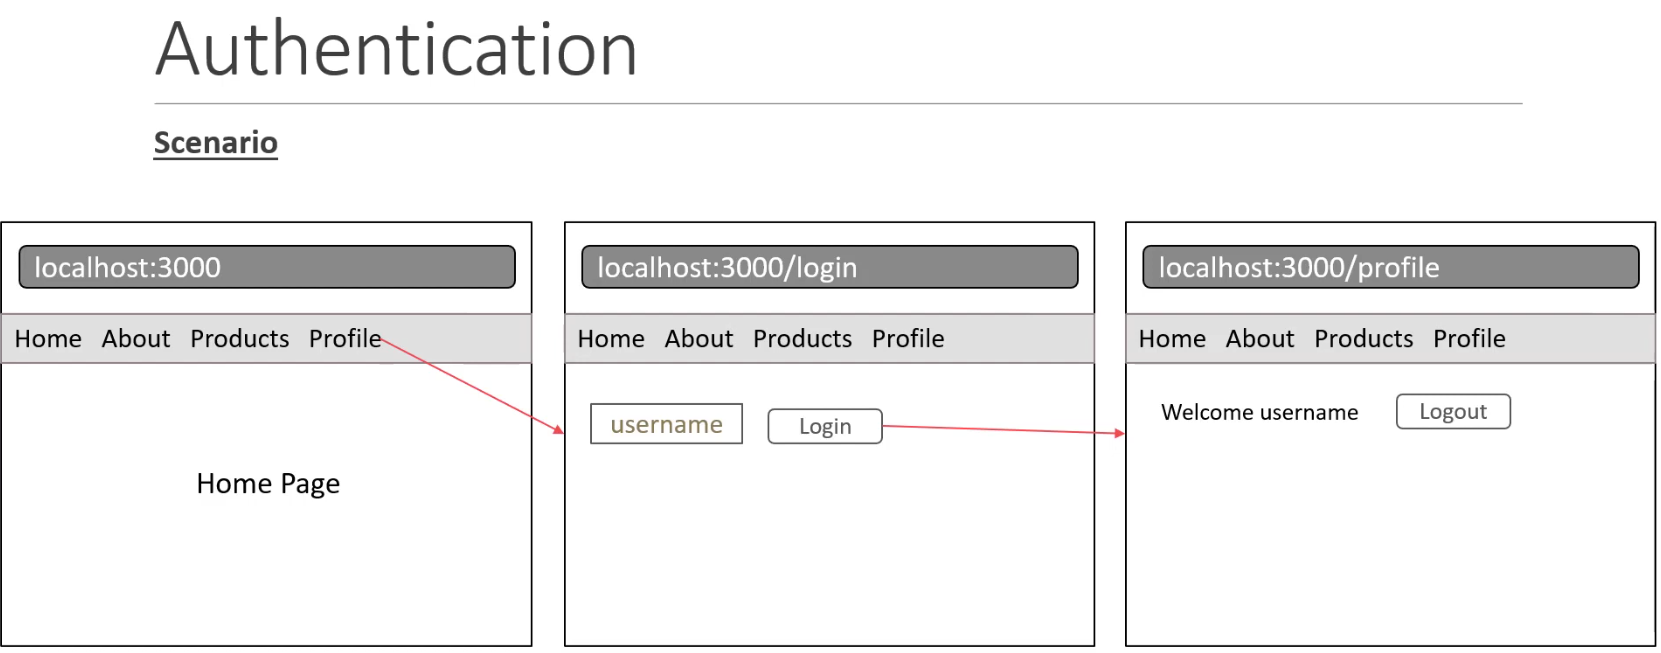 Authentication
Scenario
localhost:3000
Home About Products Profile
Home Page
localhost:3000/login
Home About Products Profile
username Login
localhost:3000/profile
Home About Products Profile
Welcome username Logout